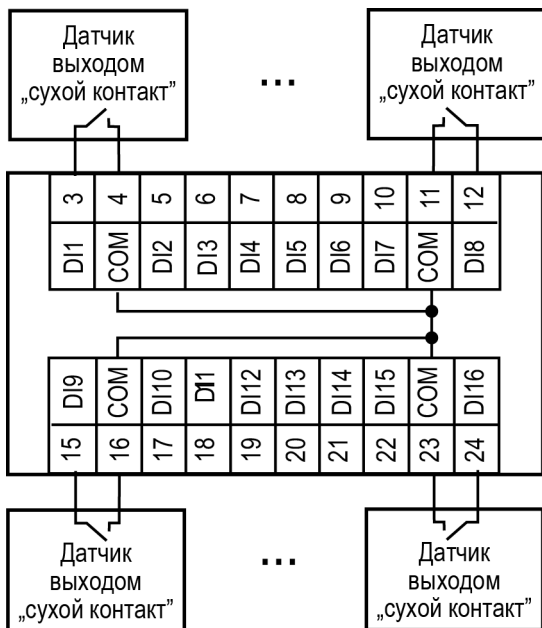 Датчик
выходом
„сухой контакт”
...
Датчик
выходом
„сухой контакт”
3 4 5 6 7 8 9 10 11 12
DI1 COM DI2 DI3 DI4 DI5 DI6 DI7 COM DI8
DI9 COM DI10 DI11 DI12 DI13 DI14 DI15 COM DI16
15 16 17 18 19 20 21 22 23 24
Датчик
выходом
„сухой контакт”
...
Датчик
выходом
„сухой контакт”